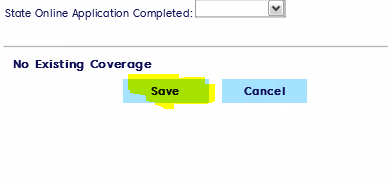 State Online Application Completed:
No Existing Coverage
Save Cancel